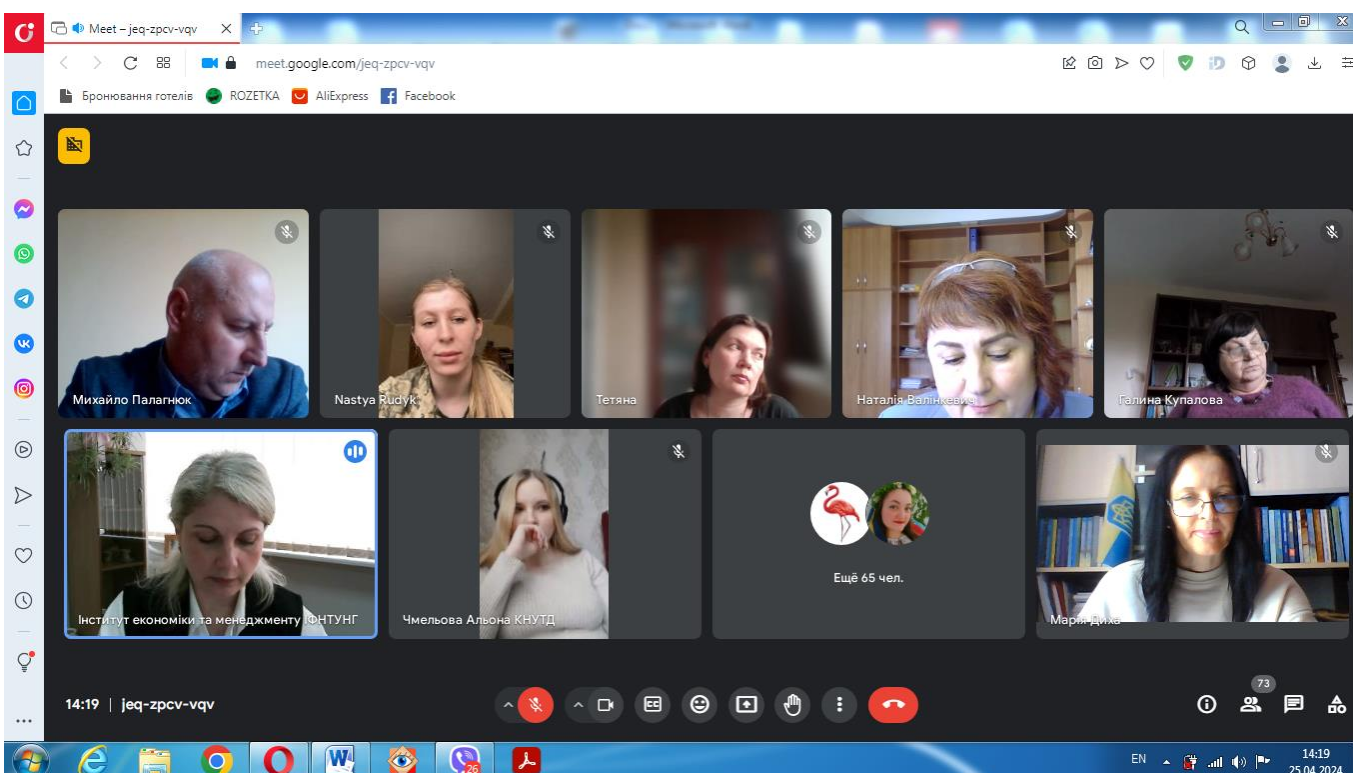 Meet – jeq-zpcv-vqv
meet.google.com/jeq-zpcv-vqv
Бронювання готелів ROZETKA AliExpress Facebook
Михайло Палагнюк
Nastya Rudyk
Тетяна
Наталія Валінкевич
Галина Купалова
Інститут економіки та менеджменту ІФНТУНГ
Чмельова Альона КНУТД
Ещё 65 чел.
Марія Диха
14:19 | jeq-zpcv-vqv
73
EN
14:19
25.04.2024
26